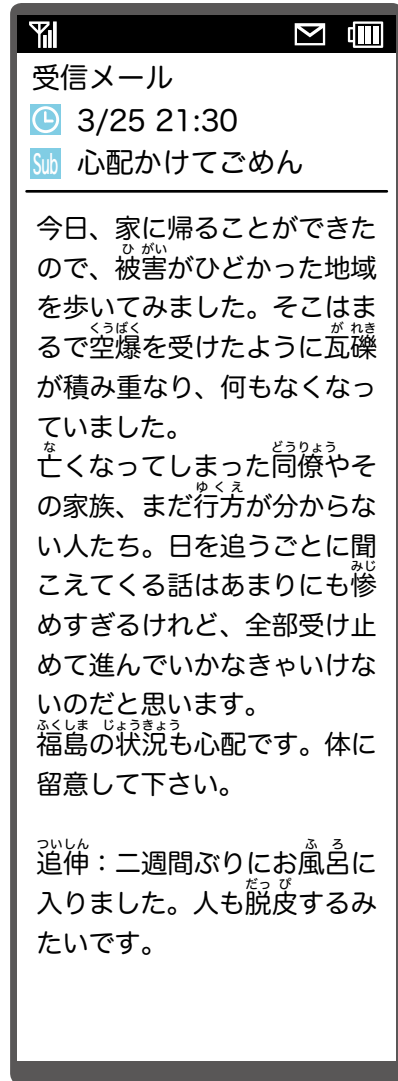 受信メール
3/25 21:30
Sub 心配かけてごめん
今日、家に帰ることができた
ので、被害がひどかった地域
を歩いてみました。そこはま
るで空爆を受けたように瓦礫
が積み重なり、何もなくなっ
ていました。
亡くなってしまった同僚やそ
の家族、まだ行方が分からな
い人たち。日を追うごとに聞
こえてくる話はあまりにも惨
めすぎるけれど、全部受け止
めて進んでいかなきゃいけな
いのだと思います。
福島の状況も心配です。体に
留意して下さい。
追伸：二週間ぶりにお風呂に
入りました。人も脱皮するみ
たいです。